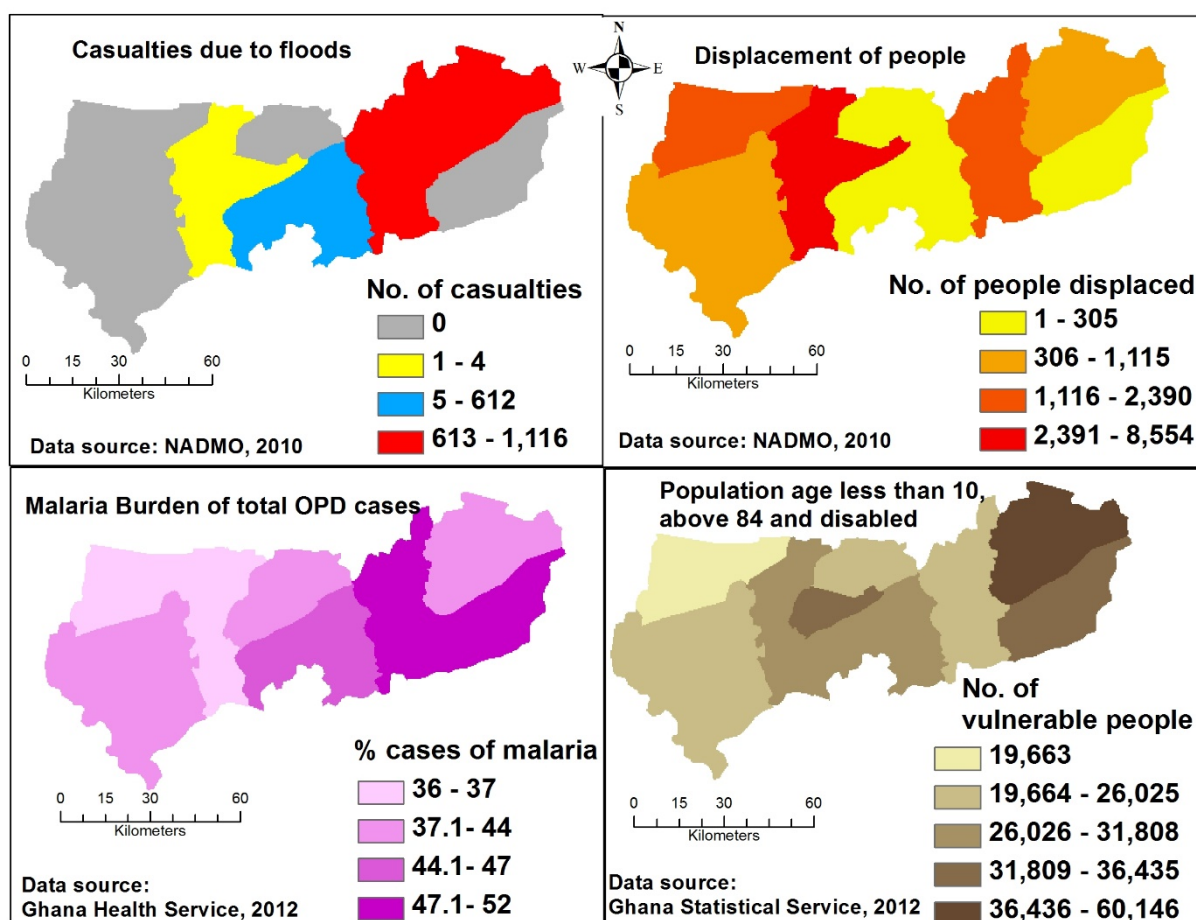 Casualties due to floods
No. of casualties
0
1 - 4
5 - 612
613 - 1,116
0 30 60
Kilometers
Data source: NADMO, 2010
N
W E
S
Displacement of people
No. of people displaced
1 - 305
306 - 1,115
1,116 - 2,390
2,391 - 8,554
0 30 60
Kilometers
Data source: NADMO, 2010
Malaria Burden of total OPD cases
% cases of malaria
36 - 37
37.1- 44
44.1- 47
47.1- 52
0 30 60
Kilometers
Data source:
Ghana Health Service, 2012
Population age less than 10,
above 84 and disabled
No. of
vulnerable people
19,663
19,664 - 26,025
26,026 - 31,808
31,809 - 36,435
36,436 - 60,146
0 30 60
Kilometers
Data source:
Ghana Statistical Service, 2012